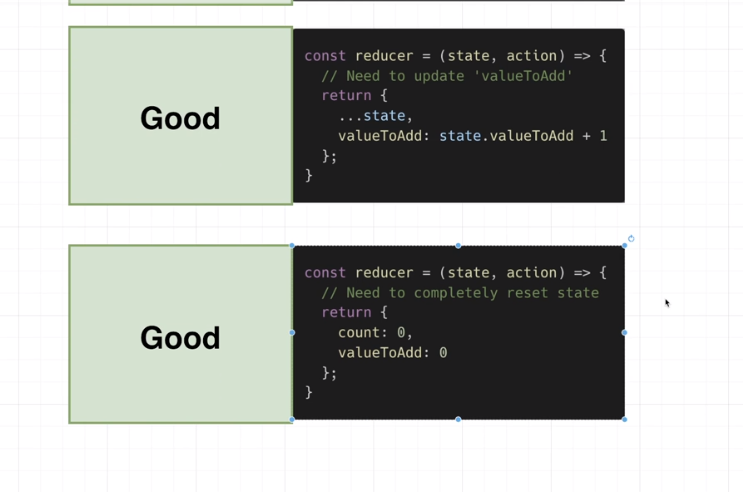 Good
const reducer = (state, action) => {
  // Need to update 'valueToAdd'
  return {
    ...state,
    valueToAdd: state.valueToAdd + 1
  };
}
Good
const reducer = (state, action) => {
  // Need to completely reset state
  return {
    count: 0,
    valueToAdd: 0
  };
}